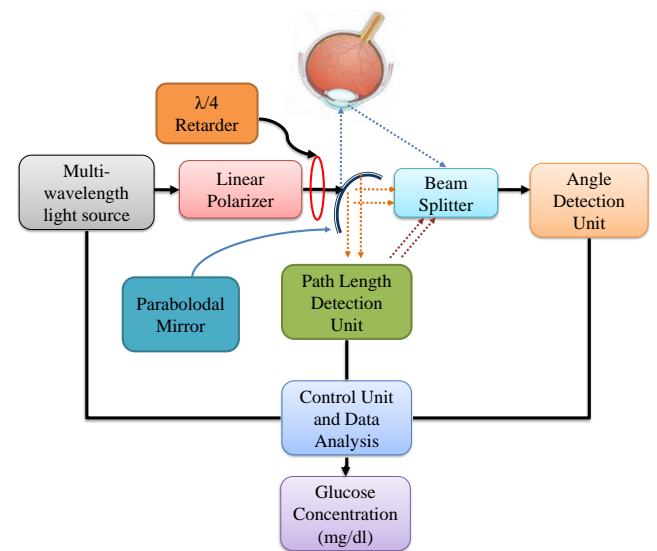 λ/4
Retarder
Multi-
wavelength
light source
Linear
Polarizer
Beam
Splitter
Angle
Detection
Unit
Parabolodal
Mirror
Path Length
Detection
Unit
Control Unit
and Data
Analysis
Glucose
Concentration
(mg/dl)